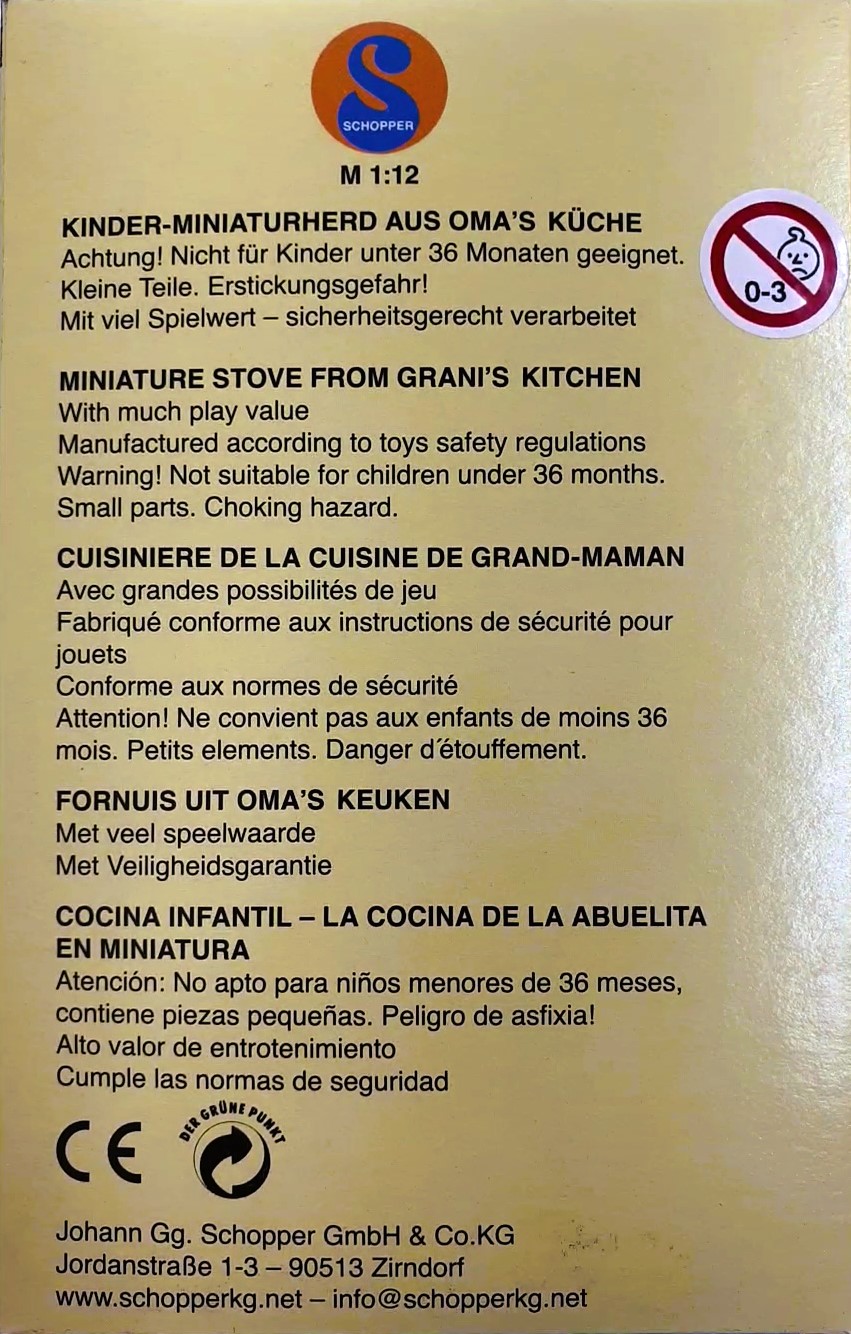 SCHOPPER
M 1:12
KINDER-MINIATURHERD AUS OMA'S KÜCHE
Achtung! Nicht für Kinder unter 36 Monaten geeignet.
Kleine Teile. Erstickungsgefahr!
Mit viel Spielwert – sicherheitsgerecht verarbeitet
0-3
MINIATURE STOVE FROM GRANI'S KITCHEN
With much play value
Manufactured according to toys safety regulations
Warning! Not suitable for children under 36 months.
Small parts. Choking hazard.
CUISINIERE DE LA CUISINE DE GRAND-MAMAN
Avec grandes possibilités de jeu
Fabriqué conforme aux instructions de sécurité pour
jouets
Conforme aux normes de sécurité
Attention! Ne convient pas aux enfants de moins 36
mois. Petits elements. Danger d´étouffement.
FORNUIS UIT OMA'S KEUKEN
Met veel speelwaarde
Met Veiligheidsgarantie
COCINA INFANTIL – LA COCINA DE LA ABUELITA
EN MINIATURA
Atención: No apto para niños menores de 36 meses,
contiene piezas pequeñas. Peligro de asfixia!
Alto valor de entrotenimiento
Cumple las normas de seguridad
CE
DER GRÜNE PUNKT
Johann Gg. Schopper GmbH & Co.KG
Jordanstraße 1-3 – 90513 Zirndorf
www.schopperkg.net – info@schopperkg.net